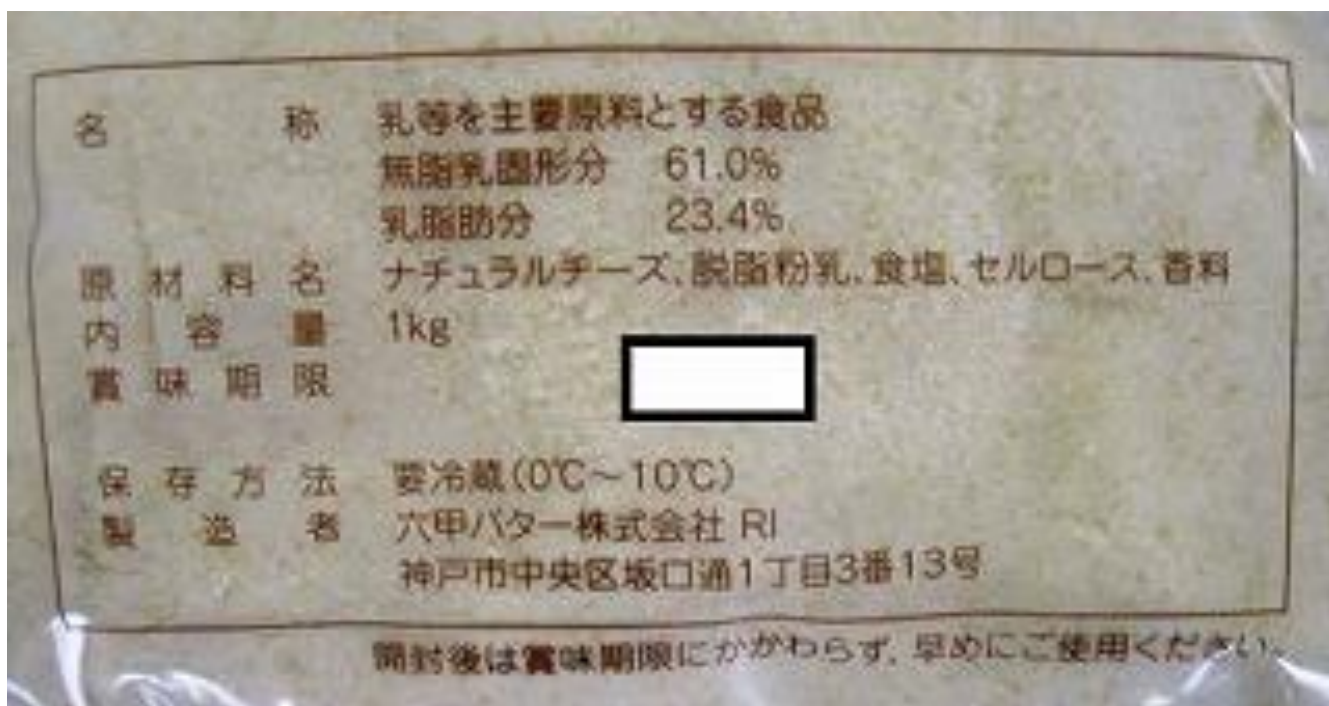 名称 乳等を主要原料とする食品
無脂乳固形分 61.0%
乳脂肪分 23.4%
原材料名 ナチュラルチーズ、脱脂粉乳、食塩、セルロース、香料
内容量 1kg
賞味期限
保存方法 要冷蔵(0℃～10℃)
製造者 六甲バター株式会社 RI
神戸市中央区坂口通1丁目3番13号
開封後は賞味期限にかかわらず、早めにご使用ください。